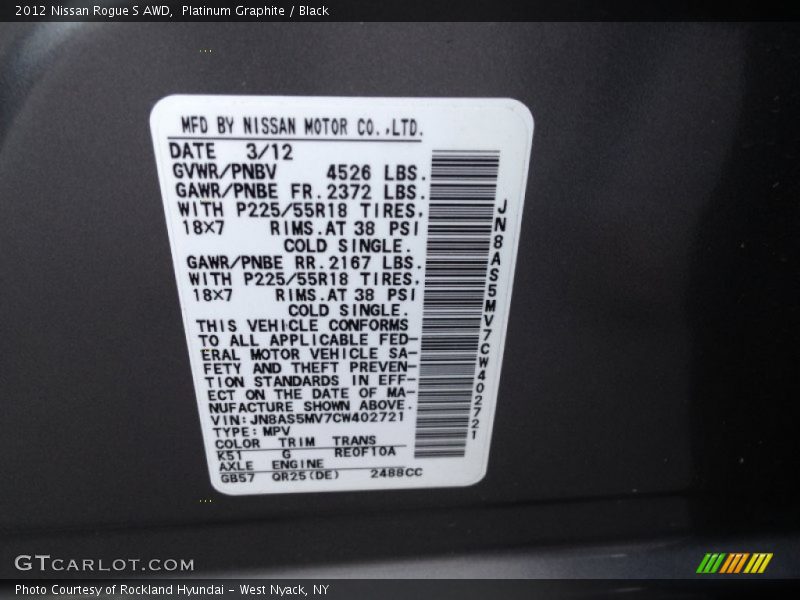 2012 Nissan Rogue S AWD, Platinum Graphite / Black
MFD BY NISSAN MOTOR CO.,LTD.
DATE 3/12
GVWR/PNBV 4526 LBS.
GAWR/PNBE FR. 2372 LBS.
WITH P225/55R18 TIRES,
18×7 RIMS.AT 38 PSI
COLD SINGLE.
GAWR/PNBE RR. 2167 LBS.
WITH P225/55R18 TIRES,
18×7 RIMS.AT 38 PSI
COLD SINGLE.
THIS VEHICLE CONFORMS
TO ALL APPLICABLE FED-
ERAL MOTOR VEHICLE SA-
FETY AND THEFT PREVEN-
TION STANDARDS IN EFF-
ECT ON THE DATE OF MA-
NUFACTURE SHOWN ABOVE.
VIN:JN8AS5MV7CW402721
TYPE: MPV
COLOR TRIM TRANS
K51 G RE0F10A
AXLE ENGINE
GB57 QR25(DE) 2488CC
JN8AS5MV7CW402721
GTCARLOT.COM
Photo Courtesy of Rockland Hyundai - West Nyack, NY